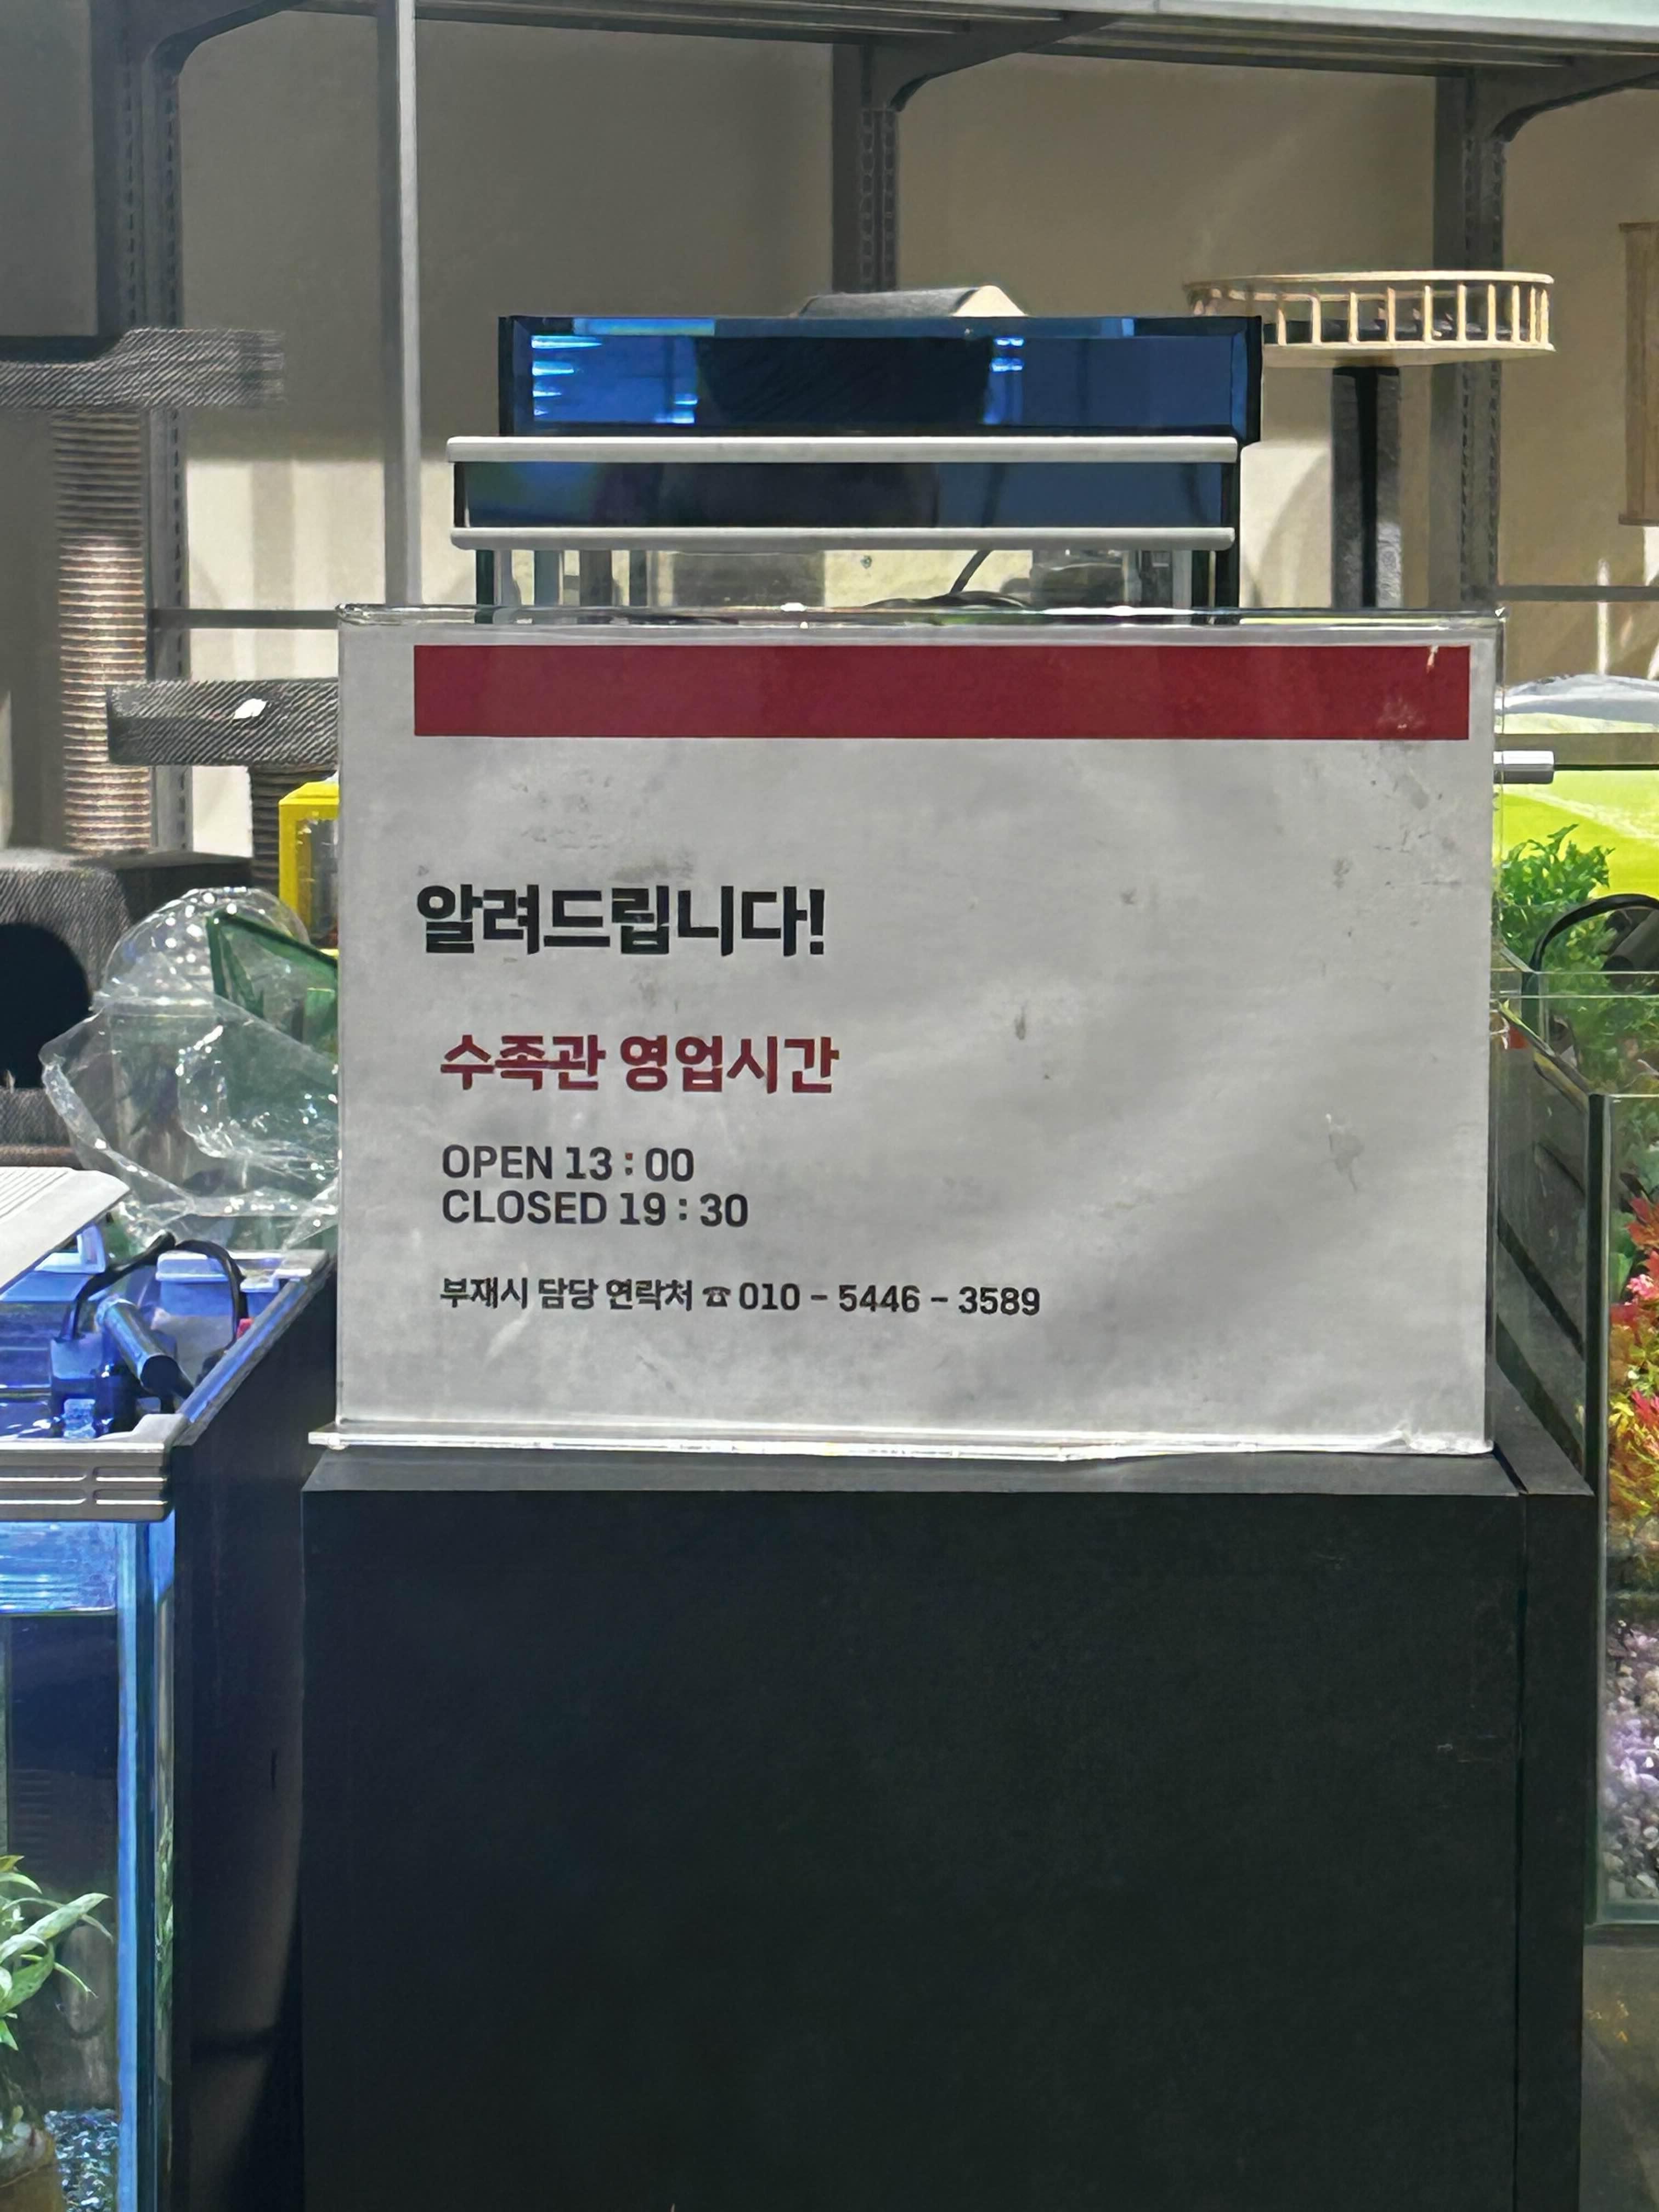 알려드립니다!
수족관 영업시간
OPEN 13 : 00
CLOSED 19 : 30
부재시 담당 연락처 ☎ 010 - 5446 - 3589